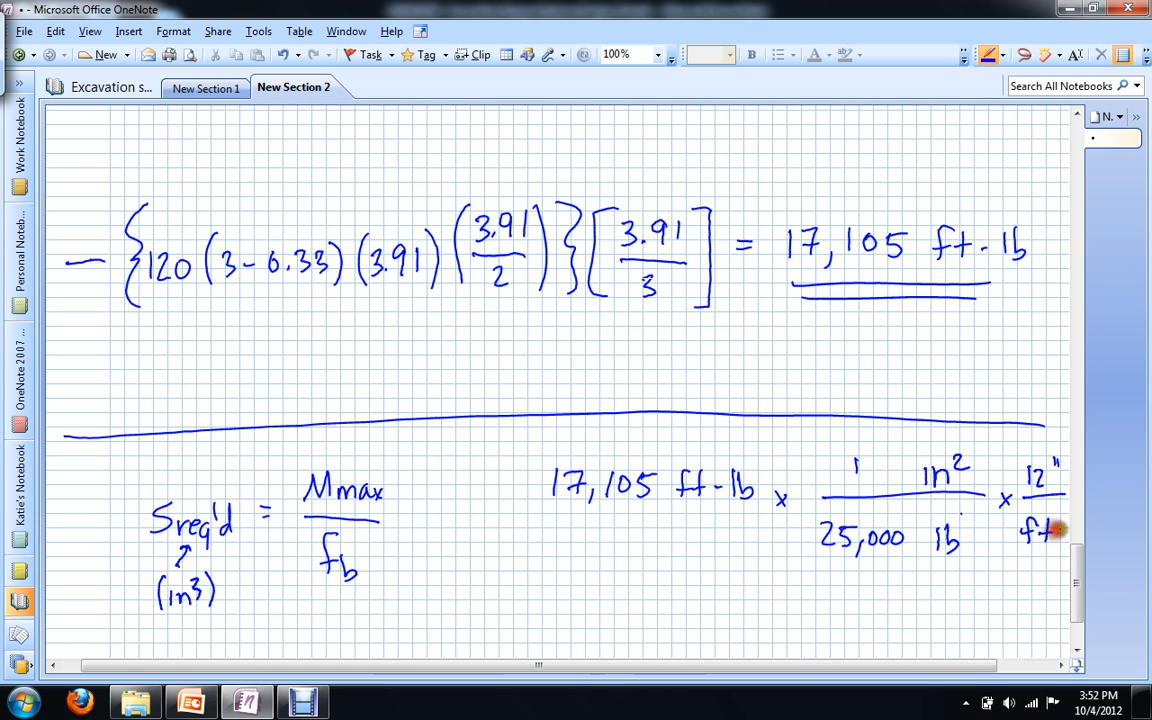 • - Microsoft Office OneNote
File Edit View Insert Format Share Tools Table Window Help
New Task Tag Clip 100% B
Excavation s... New Section 1 New Section 2 Search All Notebooks
N.
Work Notebook
Personal Noteb...
OneNote 2007 ...
Katie's Notebook
— {120 (3-0.33)(3.91)(3.91/2)}[3.91/3] = 17,105 ft-lb
Sreq'd = Mmax/fb 17,105 ft-lb × 1/25,000 in²/lb × 12"/ft
(in³)
3:52 PM
10/4/2012